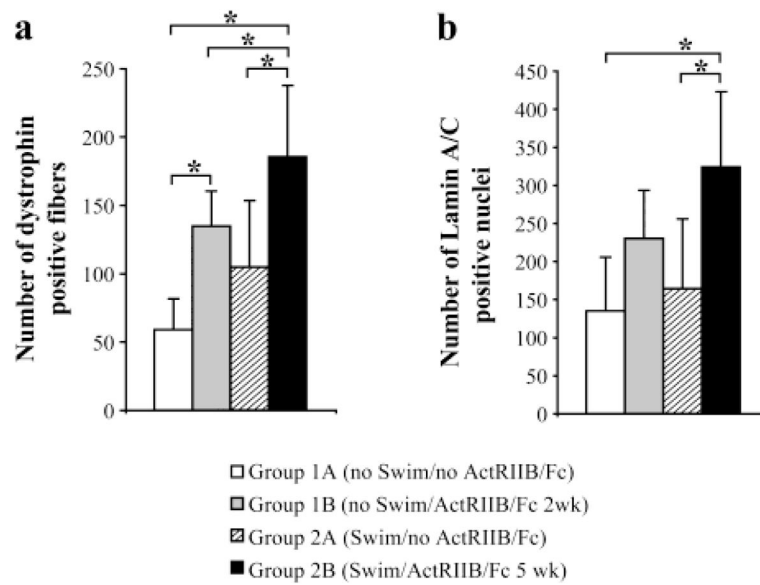 a
b
*
*
*
*
*
*
Number of dystrophin
positive fibers
250
200
150
100
50
0
Number of Lamin A/C
positive nuclei
450
400
350
300
250
200
150
100
50
0
Group 1A (no Swim/no ActRIIB/Fc)
Group 1B (no Swim/ActRIIB/Fc 2wk)
Group 2A (Swim/no ActRIIB/Fc)
Group 2B (Swim/ActRIIB/Fc 5 wk)